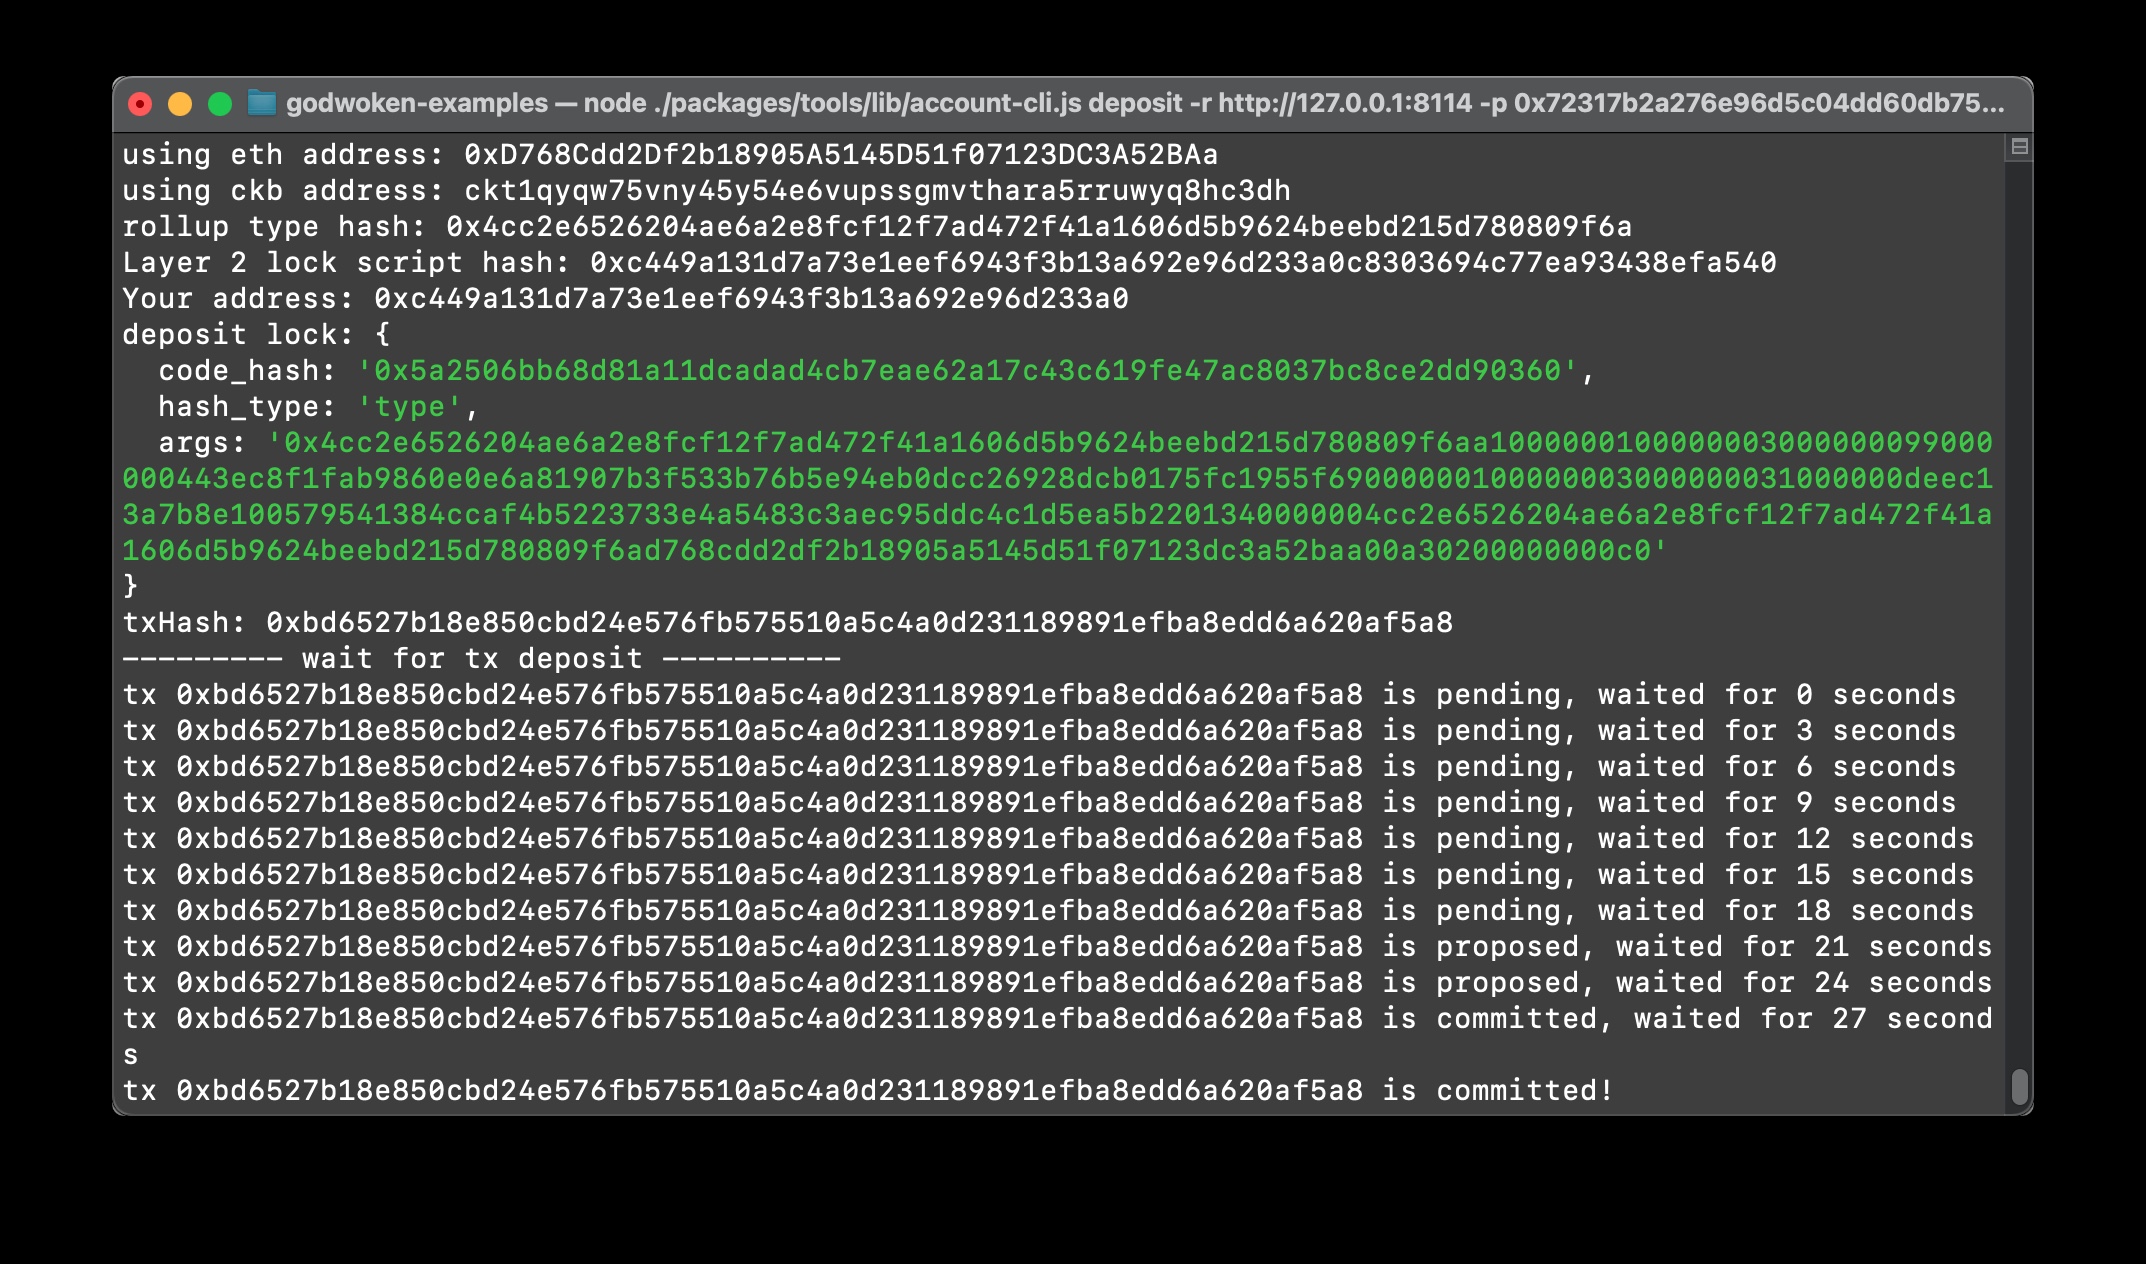 godwoken-examples — node ./packages/tools/lib/account-cli.js deposit -r http://127.0.0.1:8114 -p 0x72317b2a276e96d5c04dd60db75...
using eth address: 0xD768Cdd2Df2b18905A5145D51f07123DC3A52BAa
using ckb address: ckt1qyqw75vny45y54e6vupssgmvthara5rruwyq8hc3dh
rollup type hash: 0x4cc2e6526204ae6a2e8fcf12f7ad472f41a1606d5b9624beebd215d780809f6a
Layer 2 lock script hash: 0xc449a131d7a73e1eef6943f3b13a692e96d233a0c8303694c77ea93438efa540
Your address: 0xc449a131d7a73e1eef6943f3b13a692e96d233a0
deposit lock: {
  code_hash: '0x5a2506bb68d81a11dcadad4cb7eae62a17c43c619fe47ac8037bc8ce2dd90360',
  hash_type: 'type',
  args: '0x4cc2e6526204ae6a2e8fcf12f7ad472f41a1606d5b9624beebd215d780809f6aa10000001000000003000000099000
000443ec8f1fab9860e0e6a81907b3f533b76b5e94eb0dcc26928dcb0175fc1955f6900000001000000030000000031000000deec1
3a7b8e100579541384ccaf4b5223733e4a5483c3aec95ddc4c1d5ea5b2201340000004cc2e6526204ae6a2e8fcf12f7ad472f41a
1606d5b9624beebd215d780809f6ad768cdd2df2b18905a5145d51f07123dc3a52baa00a30200000000c0'
}
txHash: 0xbd6527b18e850cbd24e576fb575510a5c4a0d231189891efba8edd6a620af5a8
--------- wait for tx deposit ----------
tx 0xbd6527b18e850cbd24e576fb575510a5c4a0d231189891efba8edd6a620af5a8 is pending, waited for 0 seconds
tx 0xbd6527b18e850cbd24e576fb575510a5c4a0d231189891efba8edd6a620af5a8 is pending, waited for 3 seconds
tx 0xbd6527b18e850cbd24e576fb575510a5c4a0d231189891efba8edd6a620af5a8 is pending, waited for 6 seconds
tx 0xbd6527b18e850cbd24e576fb575510a5c4a0d231189891efba8edd6a620af5a8 is pending, waited for 9 seconds
tx 0xbd6527b18e850cbd24e576fb575510a5c4a0d231189891efba8edd6a620af5a8 is pending, waited for 12 seconds
tx 0xbd6527b18e850cbd24e576fb575510a5c4a0d231189891efba8edd6a620af5a8 is pending, waited for 15 seconds
tx 0xbd6527b18e850cbd24e576fb575510a5c4a0d231189891efba8edd6a620af5a8 is pending, waited for 18 seconds
tx 0xbd6527b18e850cbd24e576fb575510a5c4a0d231189891efba8edd6a620af5a8 is proposed, waited for 21 seconds
tx 0xbd6527b18e850cbd24e576fb575510a5c4a0d231189891efba8edd6a620af5a8 is proposed, waited for 24 seconds
tx 0xbd6527b18e850cbd24e576fb575510a5c4a0d231189891efba8edd6a620af5a8 is committed, waited for 27 second
s
tx 0xbd6527b18e850cbd24e576fb575510a5c4a0d231189891efba8edd6a620af5a8 is committed!